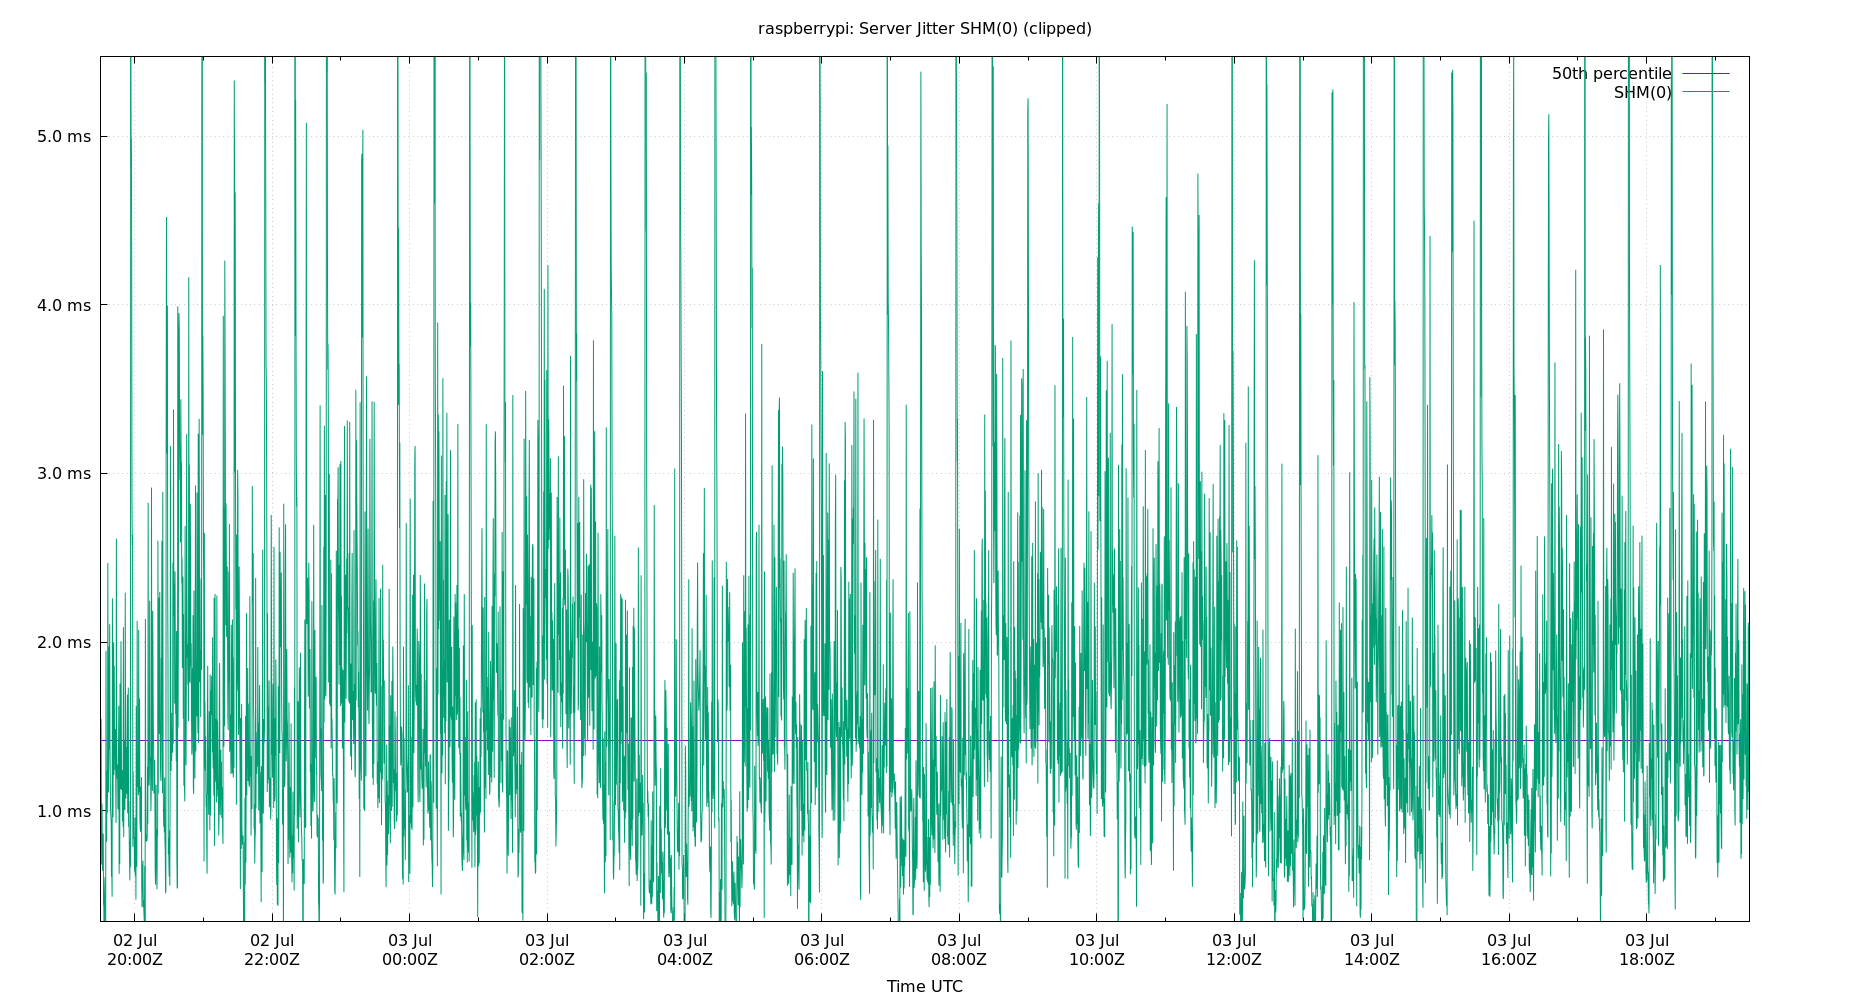 raspberrypi: Server Jitter SHM(0) (clipped)
50th percentile
SHM(0)
5.0 ms
4.0 ms
3.0 ms
2.0 ms
1.0 ms
02 Jul 02 Jul 03 Jul 03 Jul 03 Jul 03 Jul 03 Jul 03 Jul 03 Jul 03 Jul 03 Jul 03 Jul
20:00Z 22:00Z 00:00Z 02:00Z 04:00Z 06:00Z 08:00Z 10:00Z 12:00Z 14:00Z 16:00Z 18:00Z
Time UTC